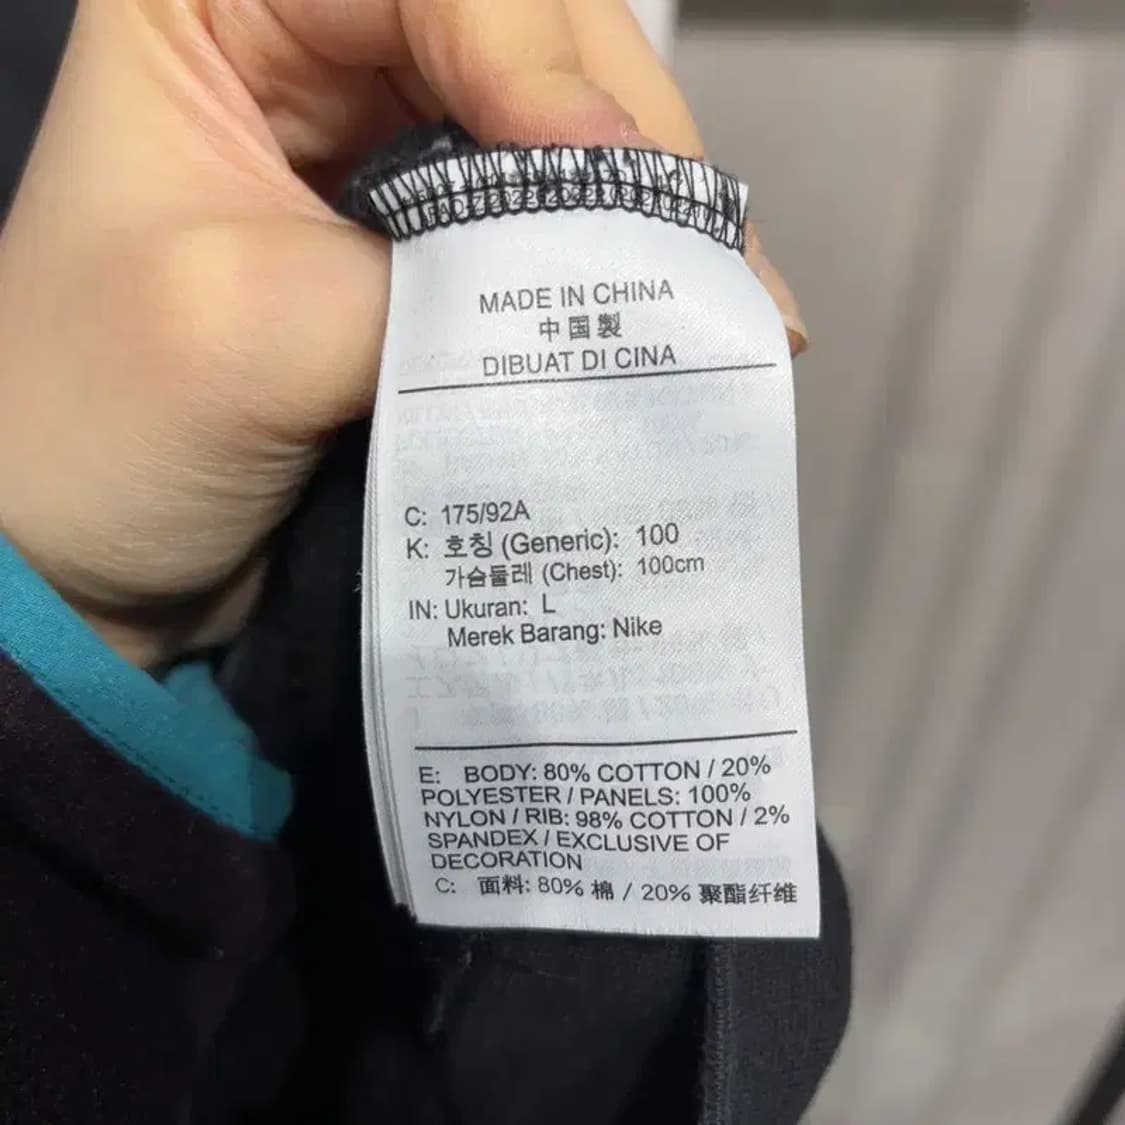 MADE IN CHINA
中国製
DIBUAT DI CINA
C: 175/92A
K: 호칭 (Generic): 100
가슴둘레 (Chest): 100cm
IN: Ukuran: L
Merek Barang: Nike
E: BODY: 80% COTTON / 20%
POLYESTER / PANELS: 100%
NYLON / RIB: 98% COTTON / 2%
SPANDEX / EXCLUSIVE OF
DECORATION
C: 面料: 80% 棉 / 20% 聚酯纤维